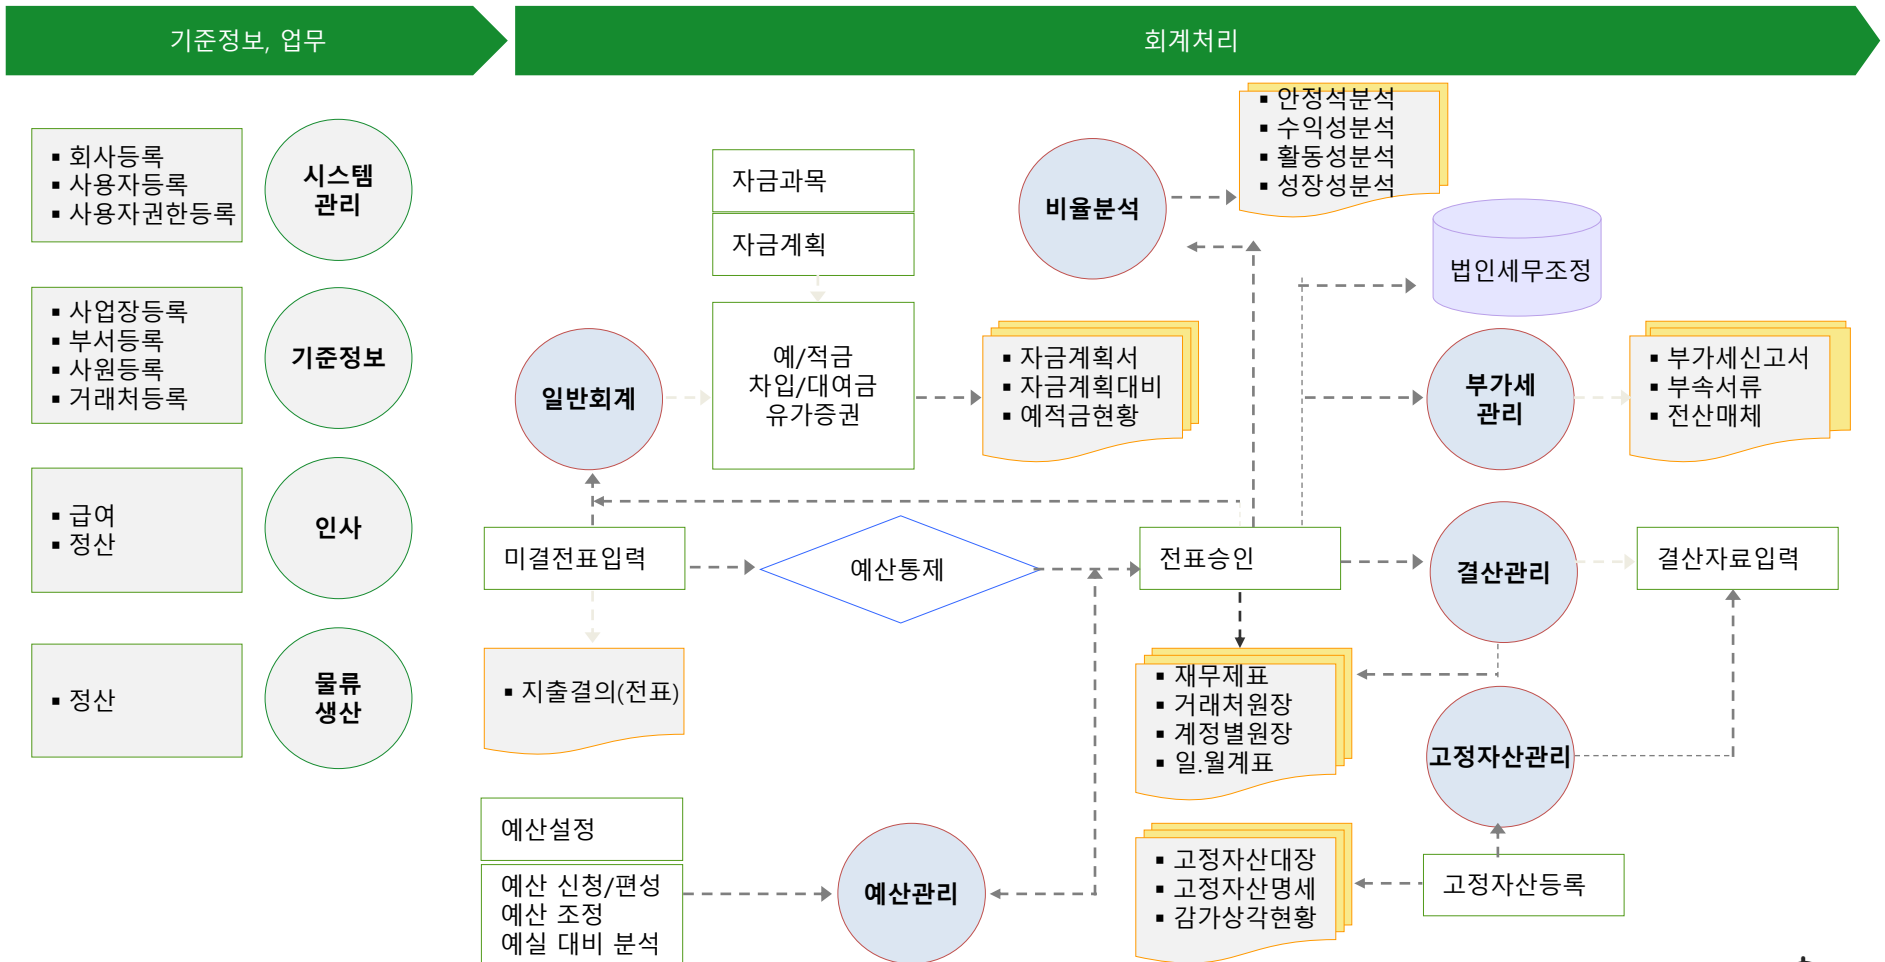 기준정보, 업무
회계처리
▪ 회사등록
▪ 사용자등록
▪ 사용자권한등록
시스템
관리
▪ 사업장등록
▪ 부서등록
▪ 사원등록
▪ 거래처등록
기준정보
▪ 급여
▪ 정산
인사
▪ 정산
물류
생산
자금과목
자금계획
예/적금
차입/대여금
유가증권
일반회계
▪ 자금계획서
▪ 자금계획대비
▪ 예적금현황
비율분석
▪ 안정석분석
▪ 수익성분석
▪ 활동성분석
▪ 성장성분석
법인세무조정
부가세
관리
▪ 부가세신고서
▪ 부속서류
▪ 전산매체
미결전표입력
예산통제
전표승인
결산관리
결산자료입력
▪ 지출결의(전표)
▪ 재무제표
▪ 거래처원장
▪ 계정별원장
▪ 일.월계표
고정자산관리
예산설정
예산 신청/편성
예산 조정
예실 대비 분석
예산관리
▪ 고정자산대장
▪ 고정자산명세
▪ 감가상각현황
고정자산등록